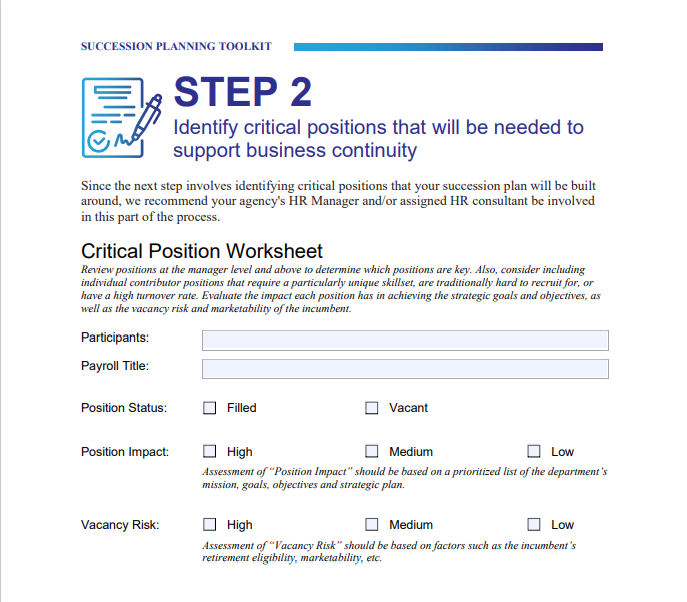 SUCCESSION PLANNING TOOLKIT
STEP 2
Identify critical positions that will be needed to
support business continuity
Since the next step involves identifying critical positions that your succession plan will be built
around, we recommend your agency's HR Manager and/or assigned HR consultant be involved
in this part of the process.
Critical Position Worksheet
Review positions at the manager level and above to determine which positions are key. Also, consider including
individual contributor positions that require a particularly unique skillset, are traditionally hard to recruit for, or
have a high turnover rate. Evaluate the impact each position has in achieving the strategic goals and objectives, as
well as the vacancy risk and marketability of the incumbent.
Participants:
Payroll Title:
Position Status: Filled Vacant
Position Impact: High Medium Low
Assessment of “Position Impact” should be based on a prioritized list of the department’s
mission, goals, objectives and strategic plan.
Vacancy Risk: High Medium Low
Assessment of “Vacancy Risk” should be based on factors such as the incumbent’s
retirement eligibility, marketability, etc.